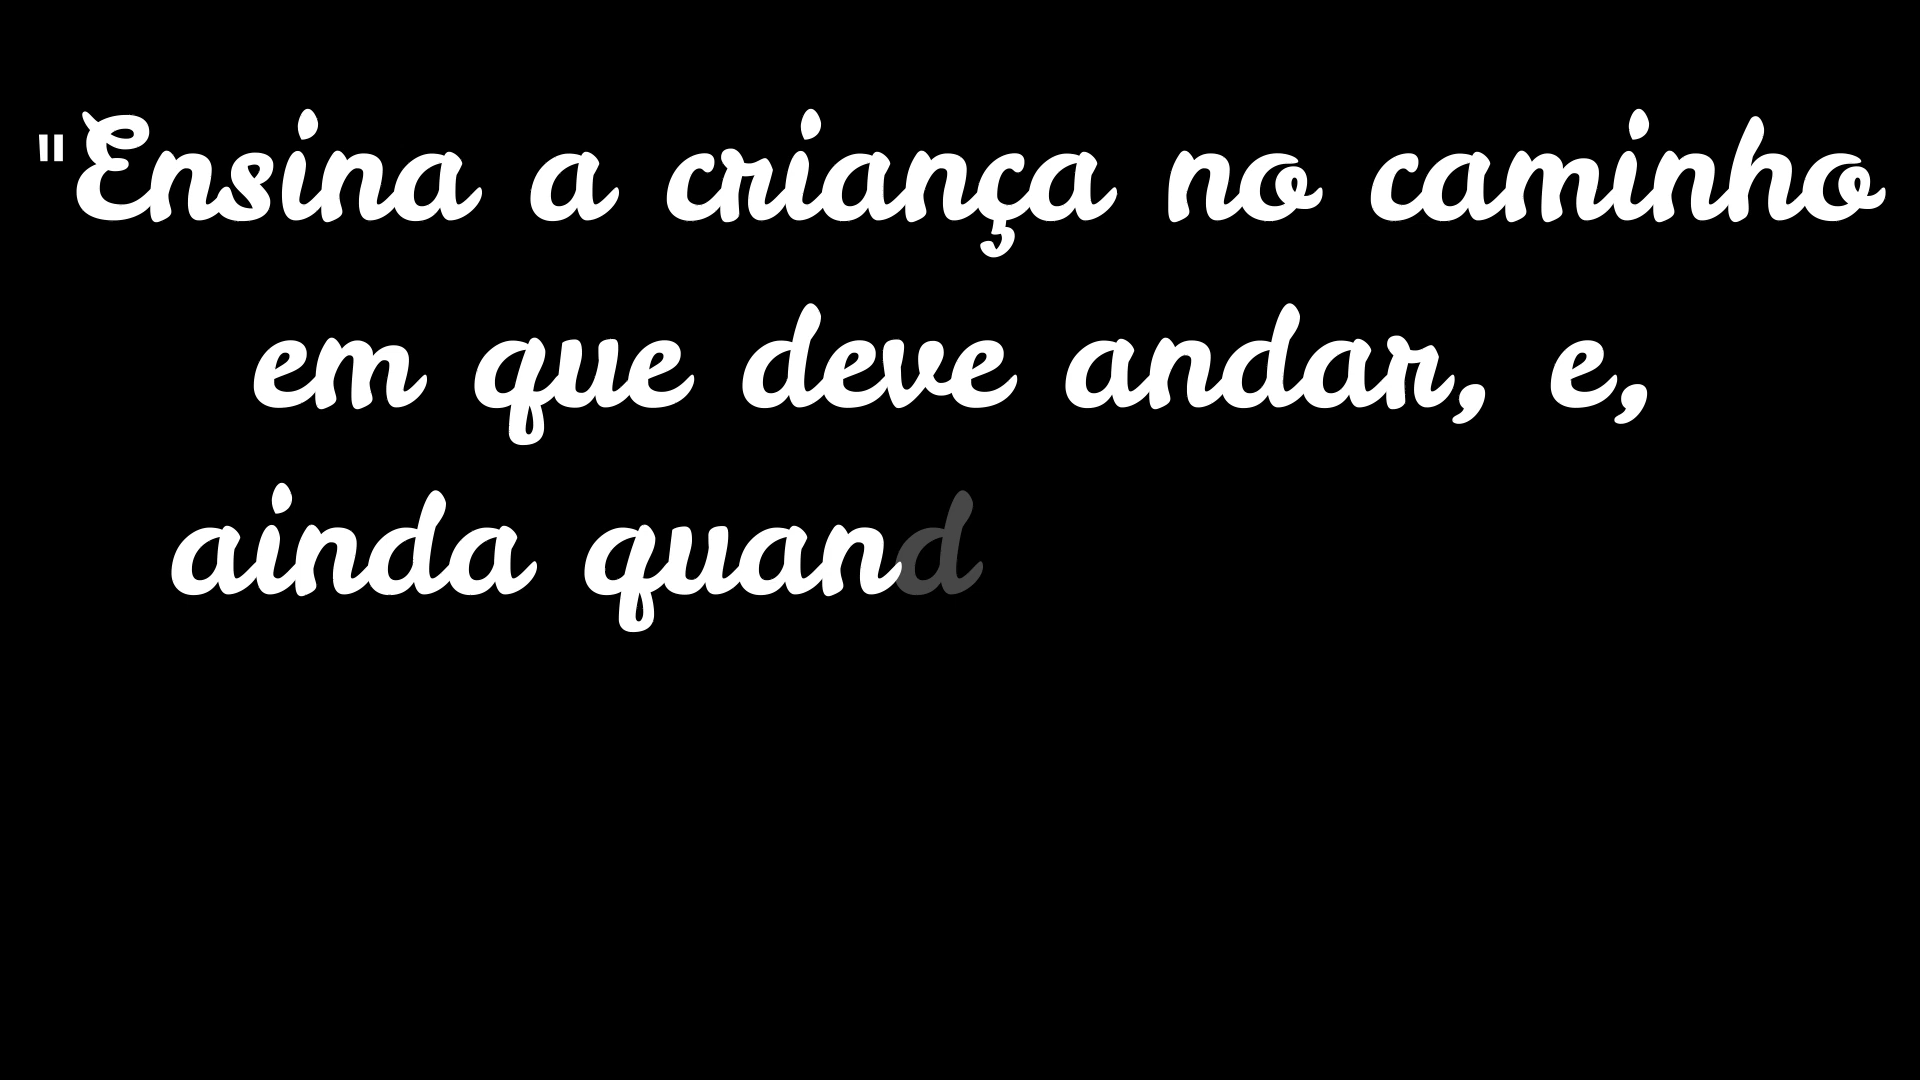 "Ensina a criança no caminho
em que deve andar, e,
ainda quand